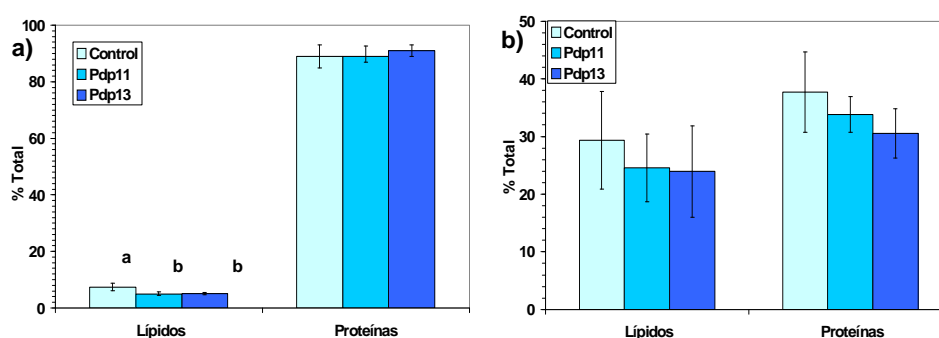 a)
Control
Pdp11
Pdp13
% Total
100
80
60
40
20
0
a b b
Lípidos Proteínas
b)
Control
Pdp11
Pdp13
% Total
50
40
30
20
10
0
Lípidos Proteínas